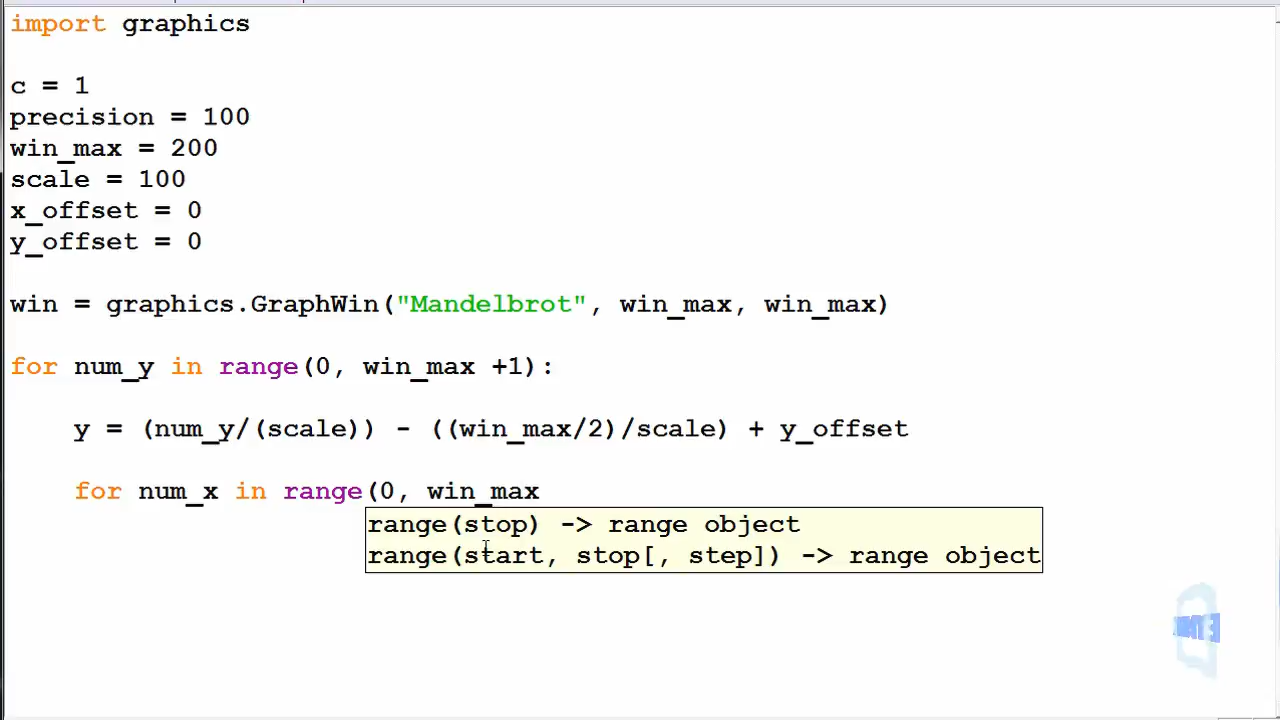 import graphics
c = 1
precision = 100
win_max = 200
scale = 100
x_offset = 0
y_offset = 0
win = graphics.GraphWin("Mandelbrot", win_max, win_max)
for num_y in range(0, win_max +1):
y = (num_y/(scale)) - ((win_max/2)/scale) + y_offset
for num_x in range(0, win_max
range(stop) -> range object
range(start, stop[, step]) -> range object